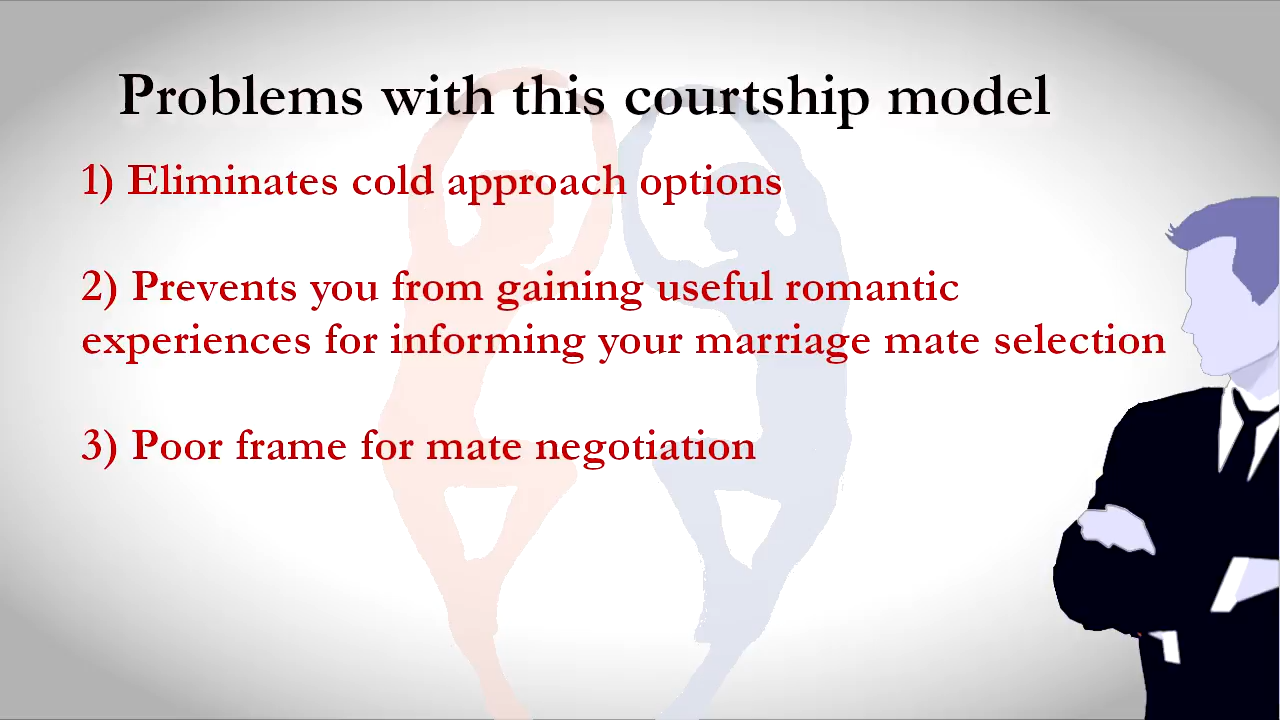 Problems with this courtship model
1) Eliminates cold approach options
2) Prevents you from gaining useful romantic
experiences for informing your marriage mate selection
3) Poor frame for mate negotiation